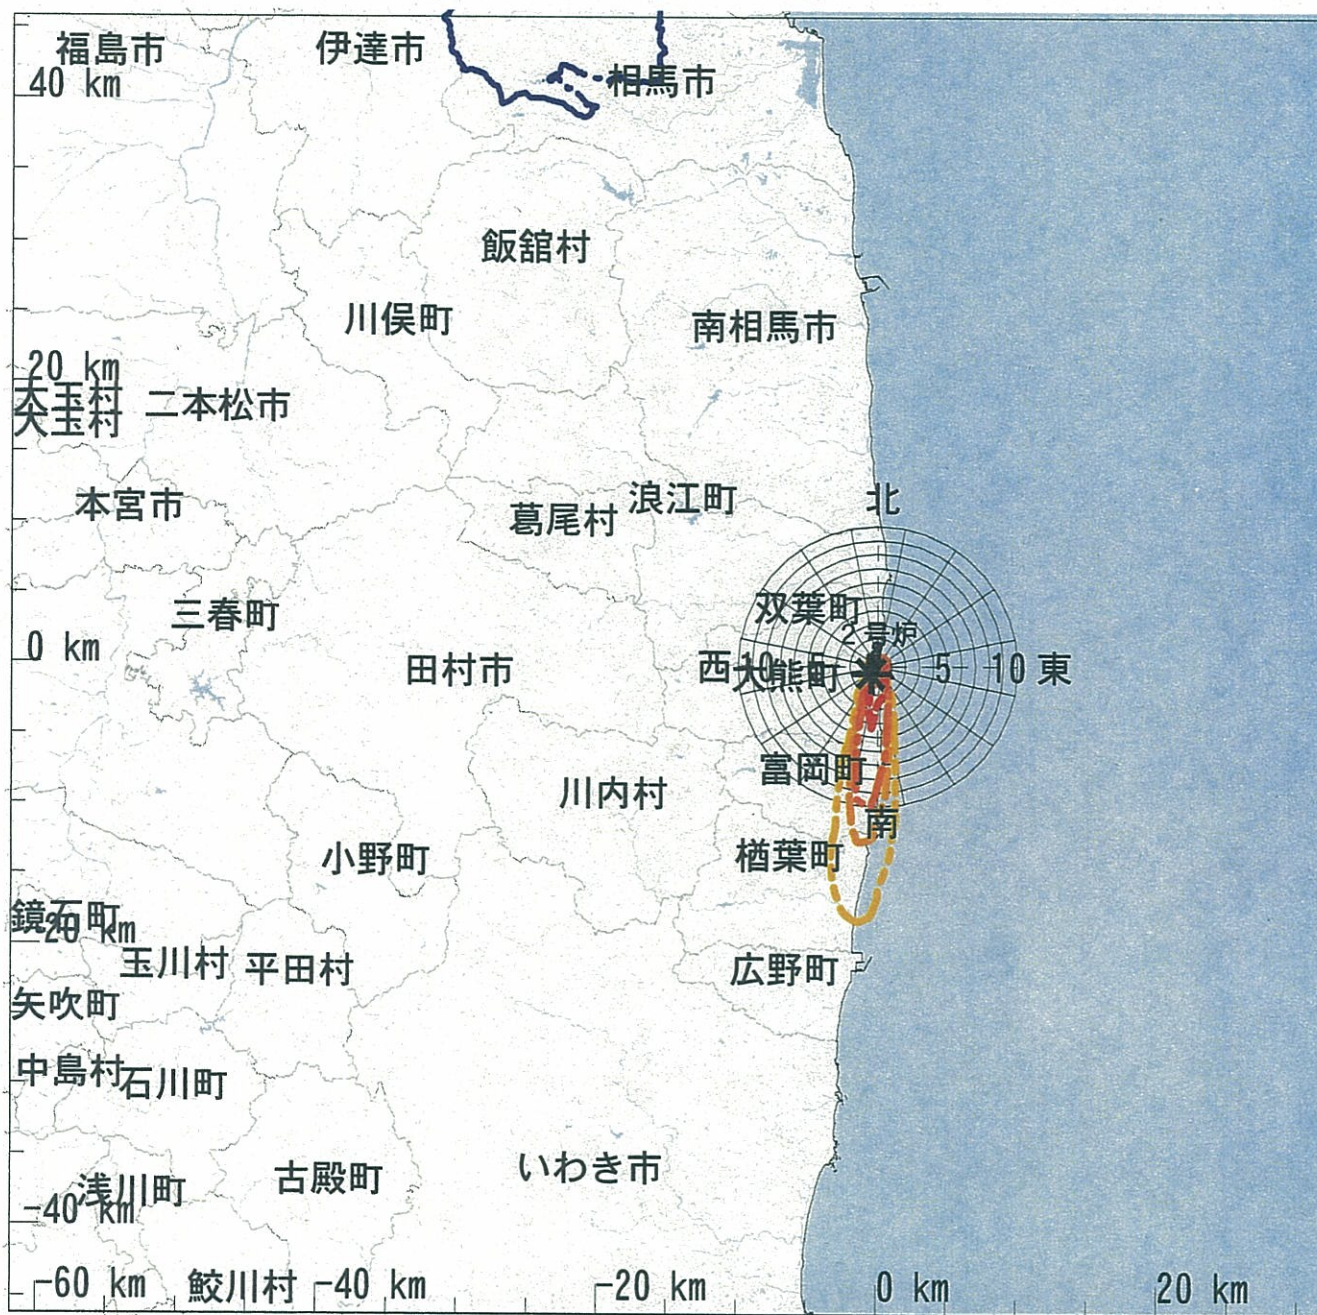 福島市 伊達市
40 km 相馬市
飯舘村
川俣町 南相馬市
20 km
大玉村 二本松市
大玉村
本宮市 葛尾村 浪江町 北
三春町 双葉町
2号炉
0 km 田村市 西 10 5 大熊町 5 10 東
富岡町
川内村
南
小野町 楢葉町
鏡石町
-20 km
玉川村 平田村 広野町
矢吹町
中島村 石川町
いわき市
浅川町 古殿町
-40 km
-60 km 鮫川村 -40 km -20 km 0 km 20 km